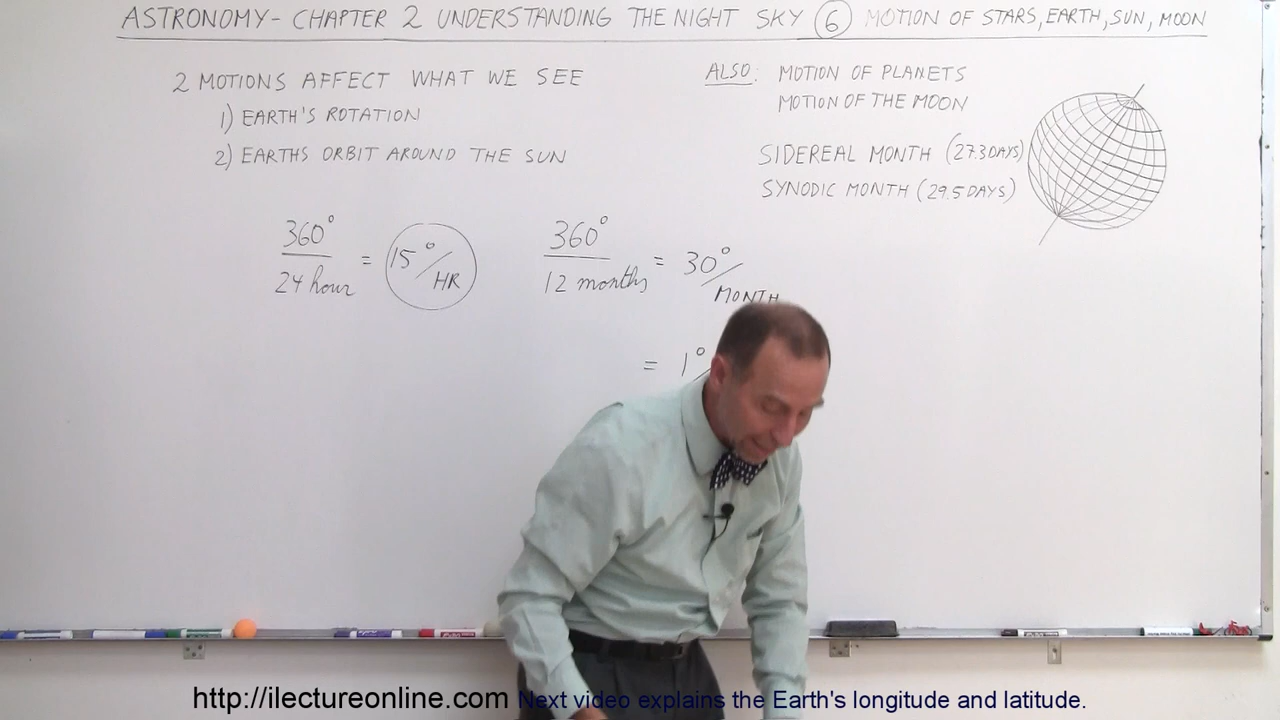 ASTRONOMY- CHAPTER 2 UNDERSTANDING THE NIGHT SKY 6 MOTION OF STARS, EARTH, SUN, MOON
2 MOTIONS AFFECT WHAT WE SEE
1) EARTH'S ROTATION
2) EARTHS ORBIT AROUND THE SUN
ALSO: MOTION OF PLANETS
MOTION OF THE MOON
SIDEREAL MONTH (27.3 DAYS)
SYNODIC MONTH (29.5 DAYS)
360° / 24 hour = 15°/HR
360° / 12 months = 30°/MONTH
= 1°/
http://ilectureonline.com Next video explains the Earth's longitude and latitude.